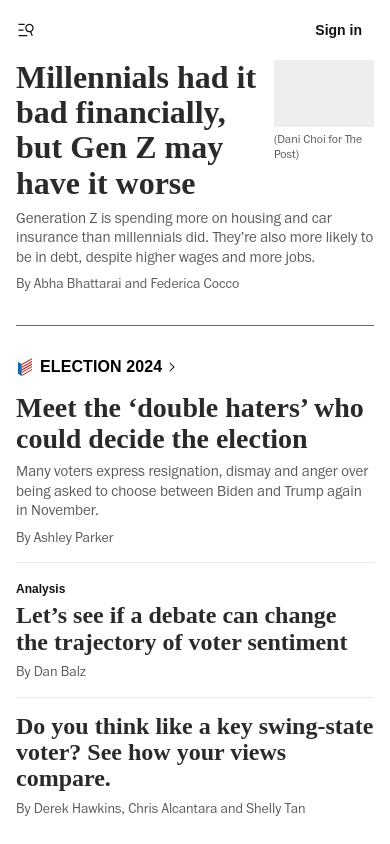 Sign in
Millennials had it
bad financially,
but Gen Z may
have it worse
(Dani Choi for The
Post)
Generation Z is spending more on housing and car
insurance than millennials did. They're also more likely to
be in debt, despite higher wages and more jobs.
By Abha Bhattarai and Federica Cocco
ELECTION 2024
Meet the ‘double haters’ who
could decide the election
Many voters express resignation, dismay and anger over
being asked to choose between Biden and Trump again
in November.
By Ashley Parker
Analysis
Let’s see if a debate can change
the trajectory of voter sentiment
By Dan Balz
Do you think like a key swing-state
voter? See how your views
compare.
By Derek Hawkins, Chris Alcantara and Shelly Tan